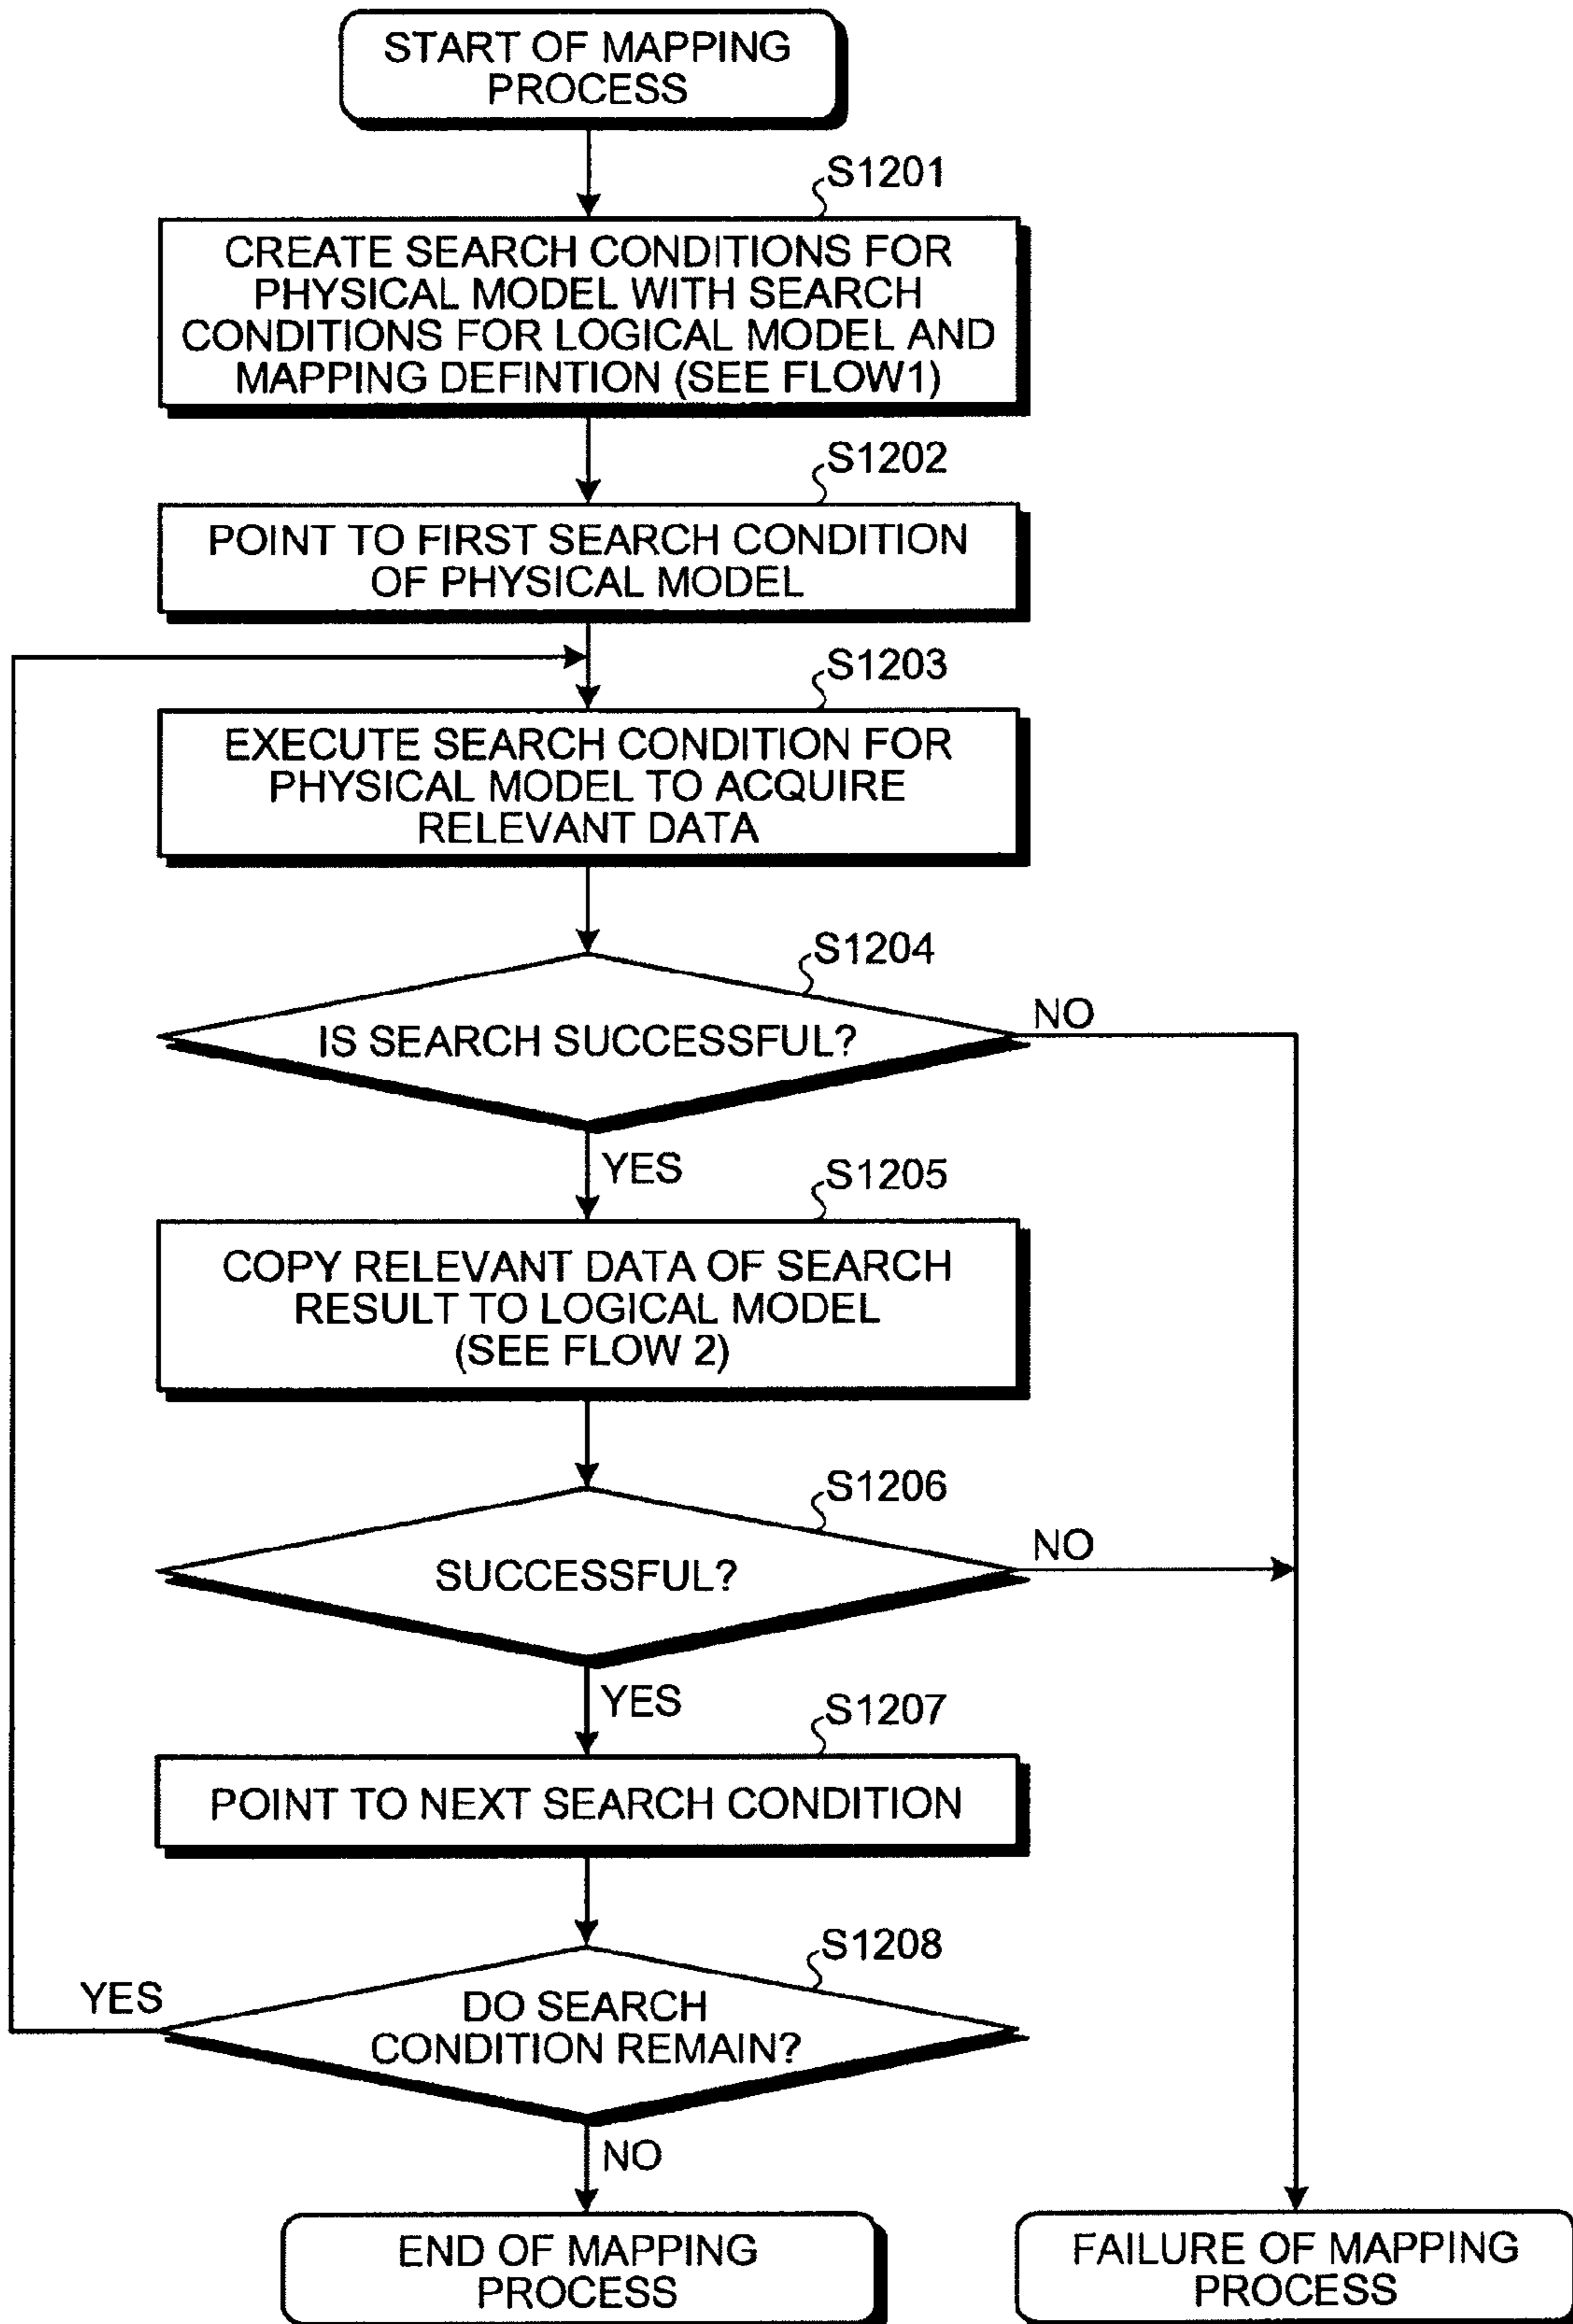 START OF MAPPING
PROCESS
S1201
CREATE SEARCH CONDITIONS FOR
PHYSICAL MODEL WITH SEARCH
CONDITIONS FOR LOGICAL MODEL AND
MAPPING DEFINTION (SEE FLOW1)
S1202
POINT TO FIRST SEARCH CONDITION
OF PHYSICAL MODEL
S1203
EXECUTE SEARCH CONDITION FOR
PHYSICAL MODEL TO ACQUIRE
RELEVANT DATA
S1204
IS SEARCH SUCCESSFUL?
NO
YES
S1205
COPY RELEVANT DATA OF SEARCH
RESULT TO LOGICAL MODEL
(SEE FLOW 2)
S1206
SUCCESSFUL?
NO
YES
S1207
POINT TO NEXT SEARCH CONDITION
S1208
DO SEARCH
CONDITION REMAIN?
YES
NO
END OF MAPPING
PROCESS
FAILURE OF MAPPING
PROCESS